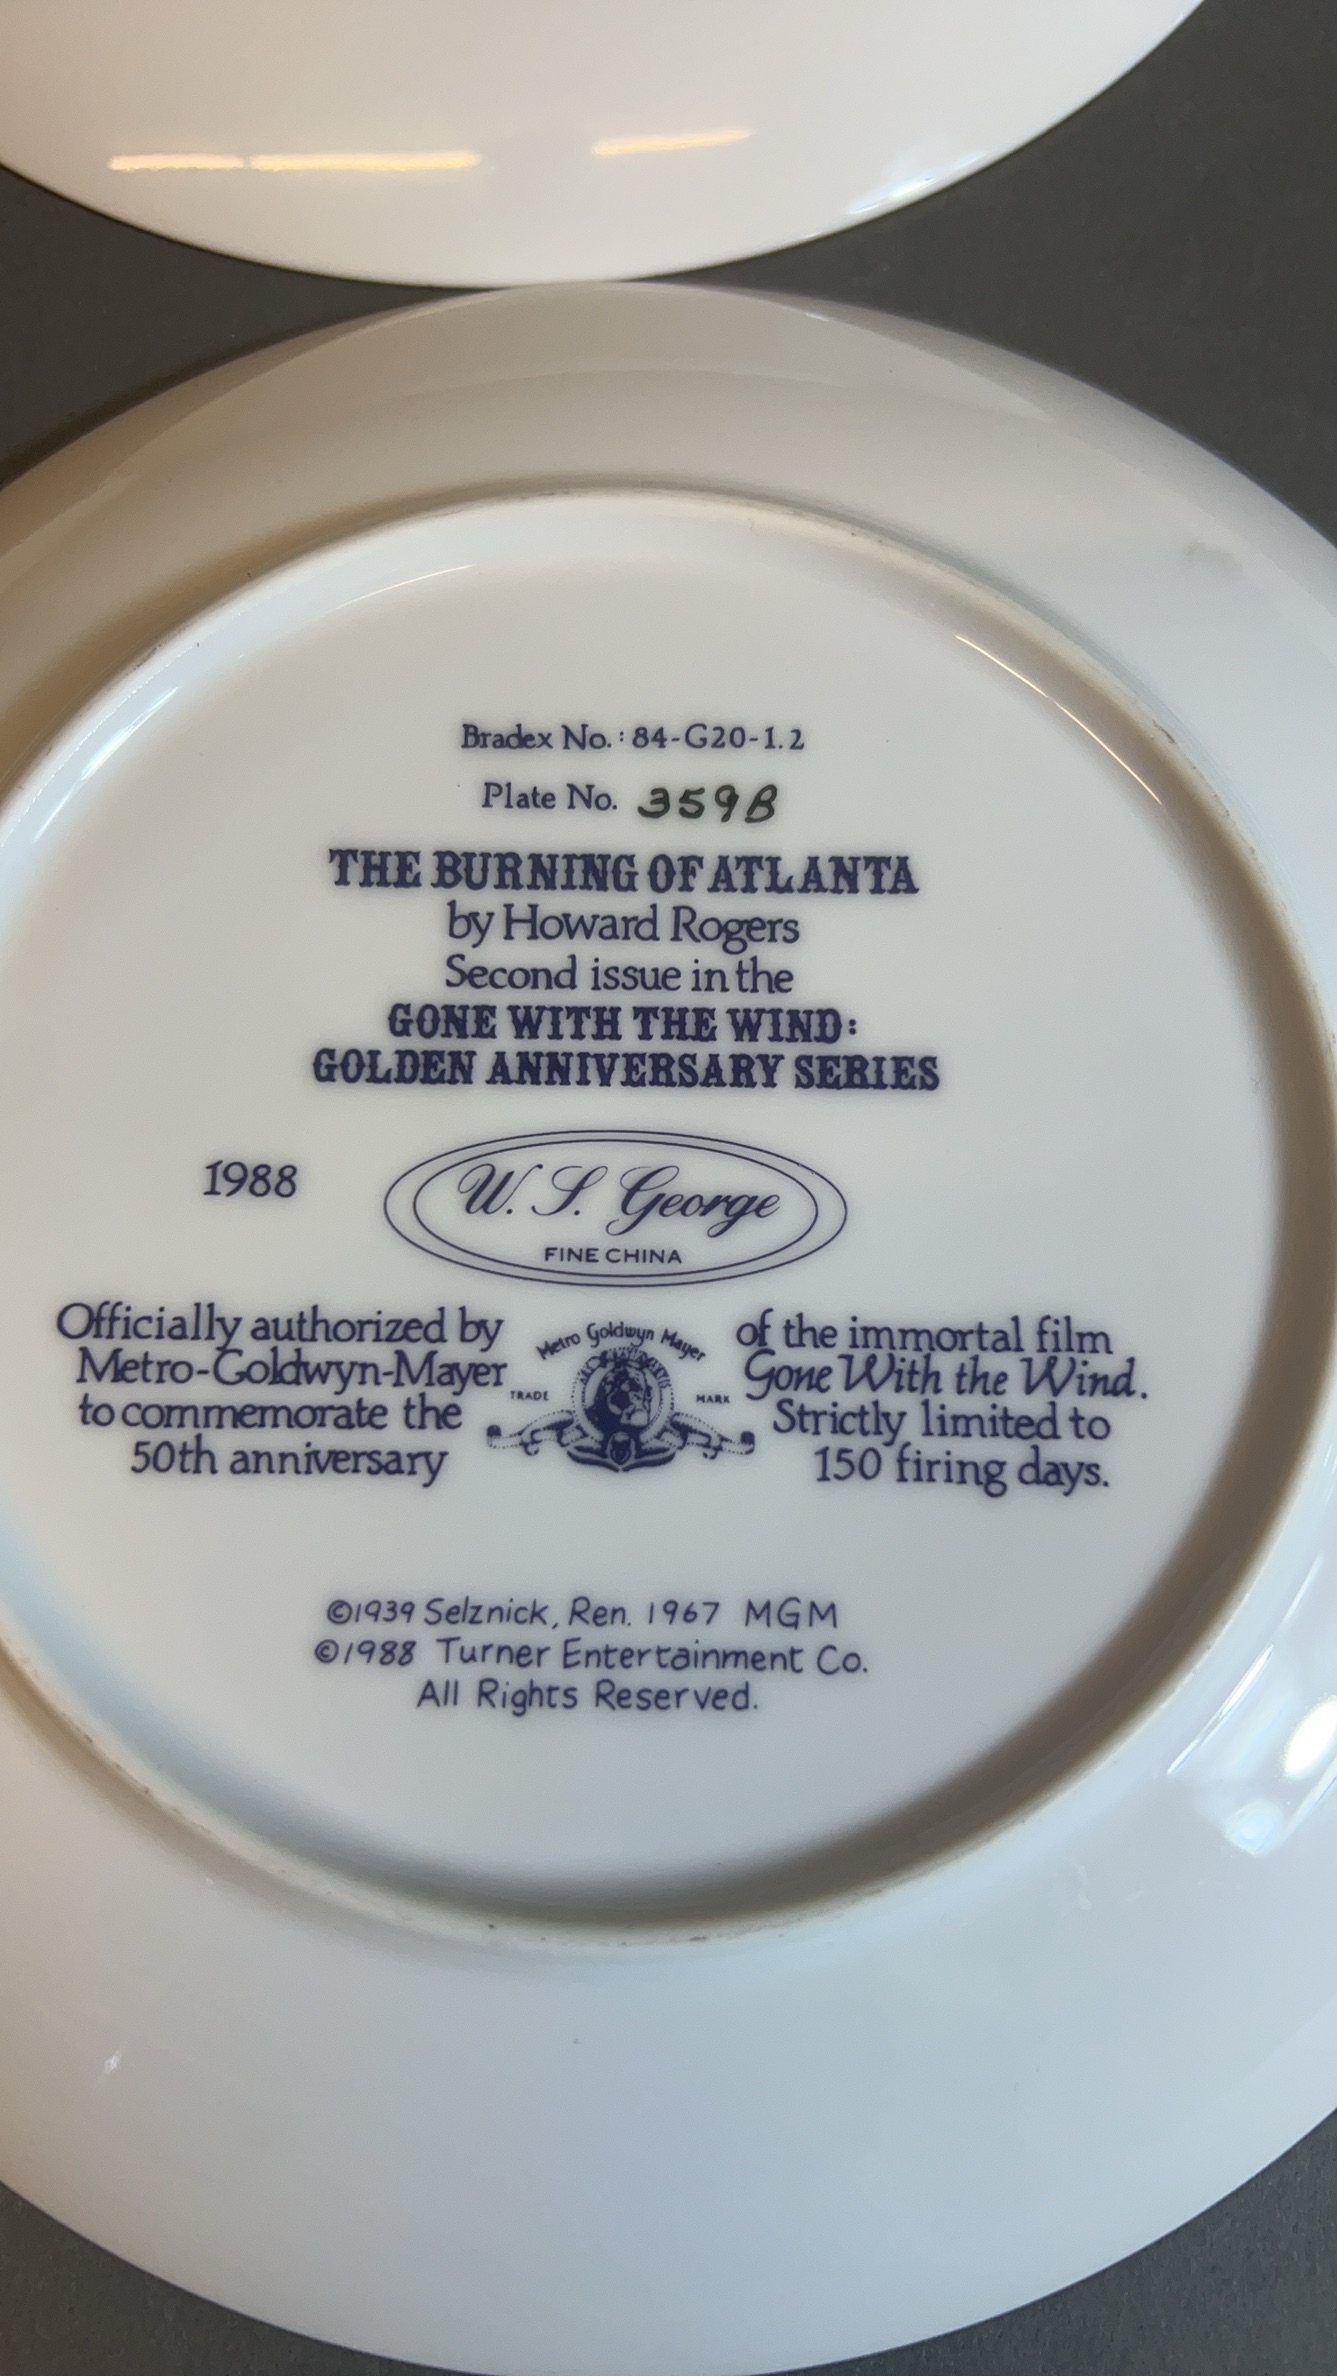 Bradex No.: 84-G20-1.2
Plate No. 359B
THE BURNING OF ATLANTA
by Howard Rogers
Second issue in the
GONE WITH THE WIND:
GOLDEN ANNIVERSARY SERIES
1988
W. S. George
FINE CHINA
Officially authorized by
Metro-Goldwyn-Mayer
to commemorate the
50th anniversary
Metro Goldwyn Mayer
TRADE MARK
of the immortal film
Gone With the Wind.
Strictly limited to
150 firing days.
©1939 Selznick, Ren. 1967 MGM
©1988 Turner Entertainment Co.
All Rights Reserved.